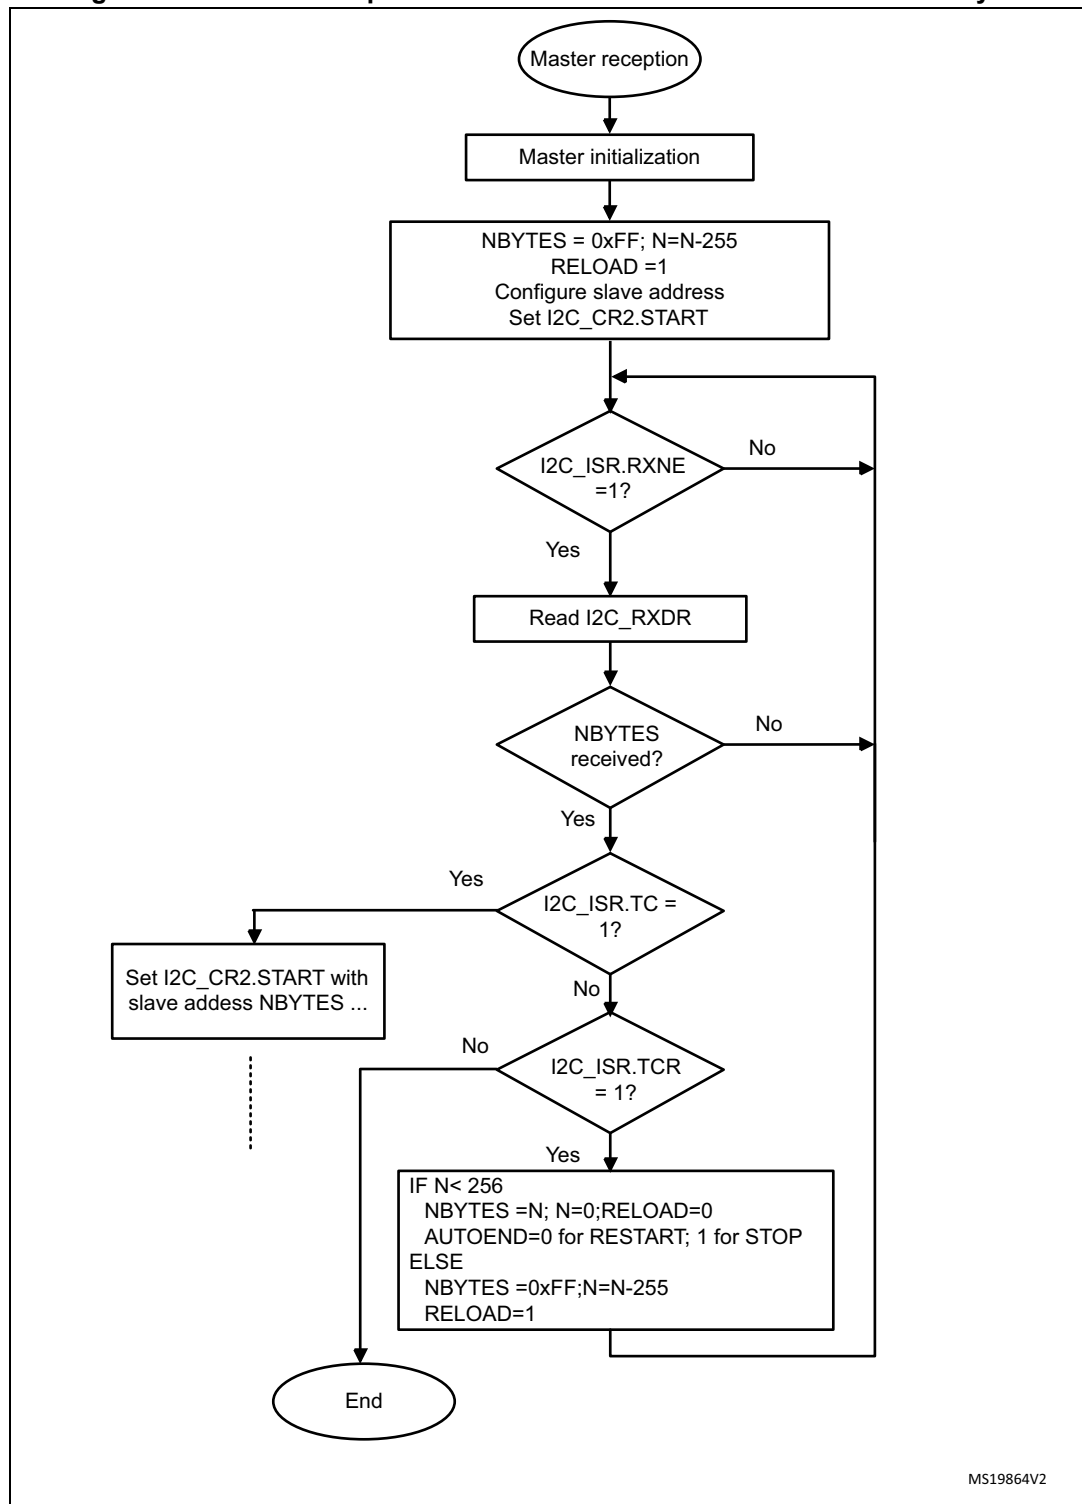 Master reception
Master initialization
NBYTES = 0xFF; N=N-255
RELOAD =1
Configure slave address
Set I2C_CR2.START
I2C_ISR.RXNE
=1?
No
Yes
Read I2C_RXDR
NBYTES
received?
No
Yes
I2C_ISR.TC =
1?
Yes
Set I2C_CR2.START with
slave addess NBYTES ...
No
I2C_ISR.TCR
= 1?
No
Yes
IF N< 256
NBYTES =N; N=0;RELOAD=0
AUTOEND=0 for RESTART; 1 for STOP
ELSE
NBYTES =0xFF;N=N-255
RELOAD=1
End
MS19864V2